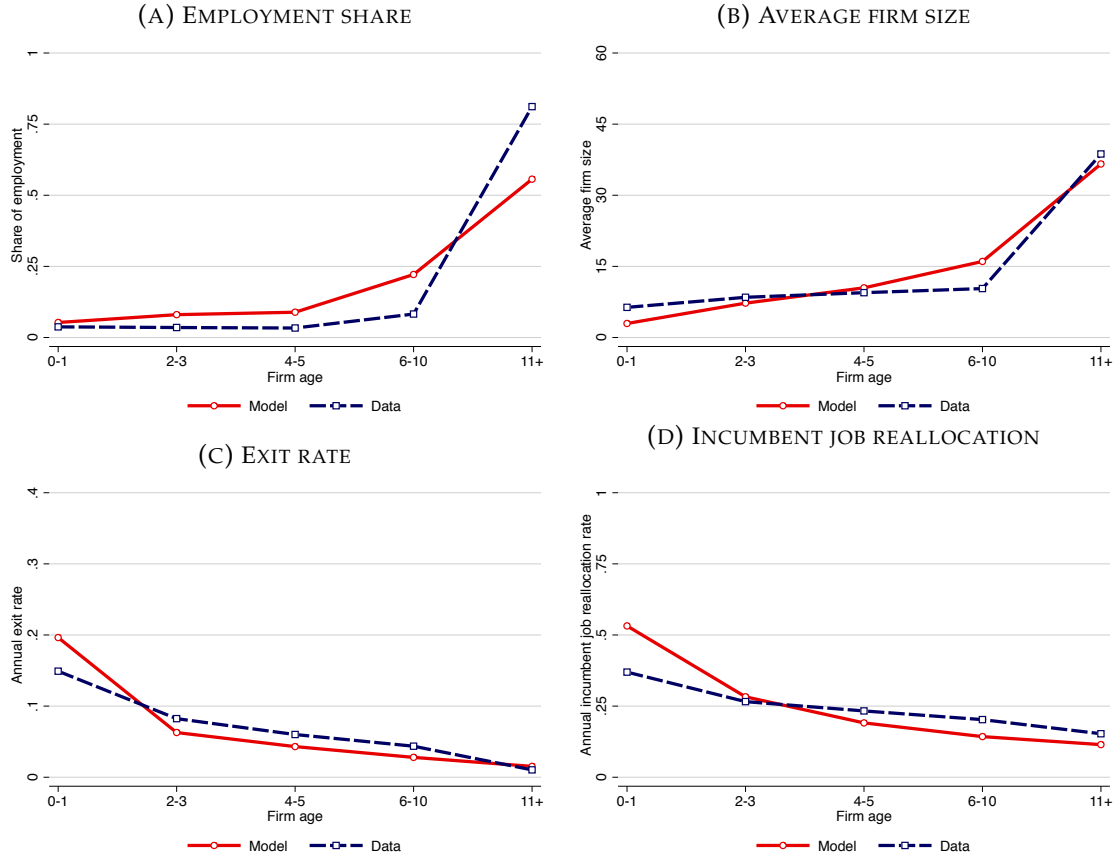 (A) EMPLOYMENT SHARE
Share of employment
1
.75
.5
.25
0
0-1 2-3 4-5 6-10 11+
Firm age
Model Data
(B) AVERAGE FIRM SIZE
Average firm size
60
45
30
15
0
0-1 2-3 4-5 6-10 11+
Firm age
Model Data
(C) EXIT RATE
Annual exit rate
.4
.3
.2
.1
0
0-1 2-3 4-5 6-10 11+
Firm age
Model Data
(D) INCUMBENT JOB REALLOCATION
Annual incumbent job reallocation rate
1
.75
.5
.25
0
0-1 2-3 4-5 6-10 11+
Firm age
Model Data